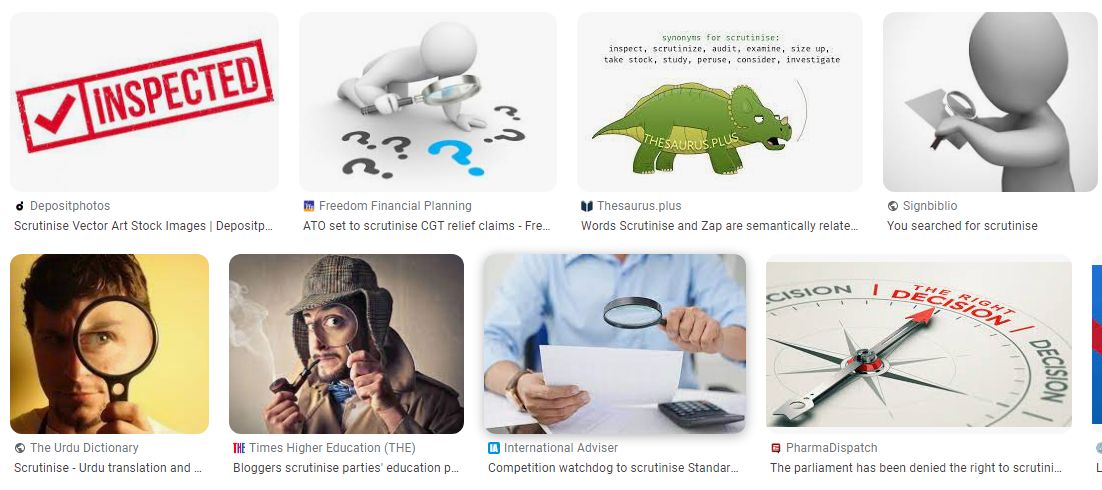 INSPECTED
synonyms for scrutinise:
inspect, scrutinize, audit, examine, size up,
take stock, study, peruse, consider, investigate
THESAURUS.PLUS
Depositphotos
Scrutinise Vector Art Stock Images | Depositp...
Freedom Financial Planning
ATO set to scrutinise CGT relief claims - Fre...
Thesaurus.plus
Words Scrutinise and Zap are semantically relate...
Signbiblio
You searched for scrutinise
CISION
THE RIGHT
DECISION
DECISION
The Urdu Dictionary
Scrutinise - Urdu translation and ...
THE Times Higher Education (THE)
Bloggers scrutinise parties' education p...
IA International Adviser
Competition watchdog to scrutinise Standar...
PharmaDispatch
The parliament has been denied the right to scrutini...